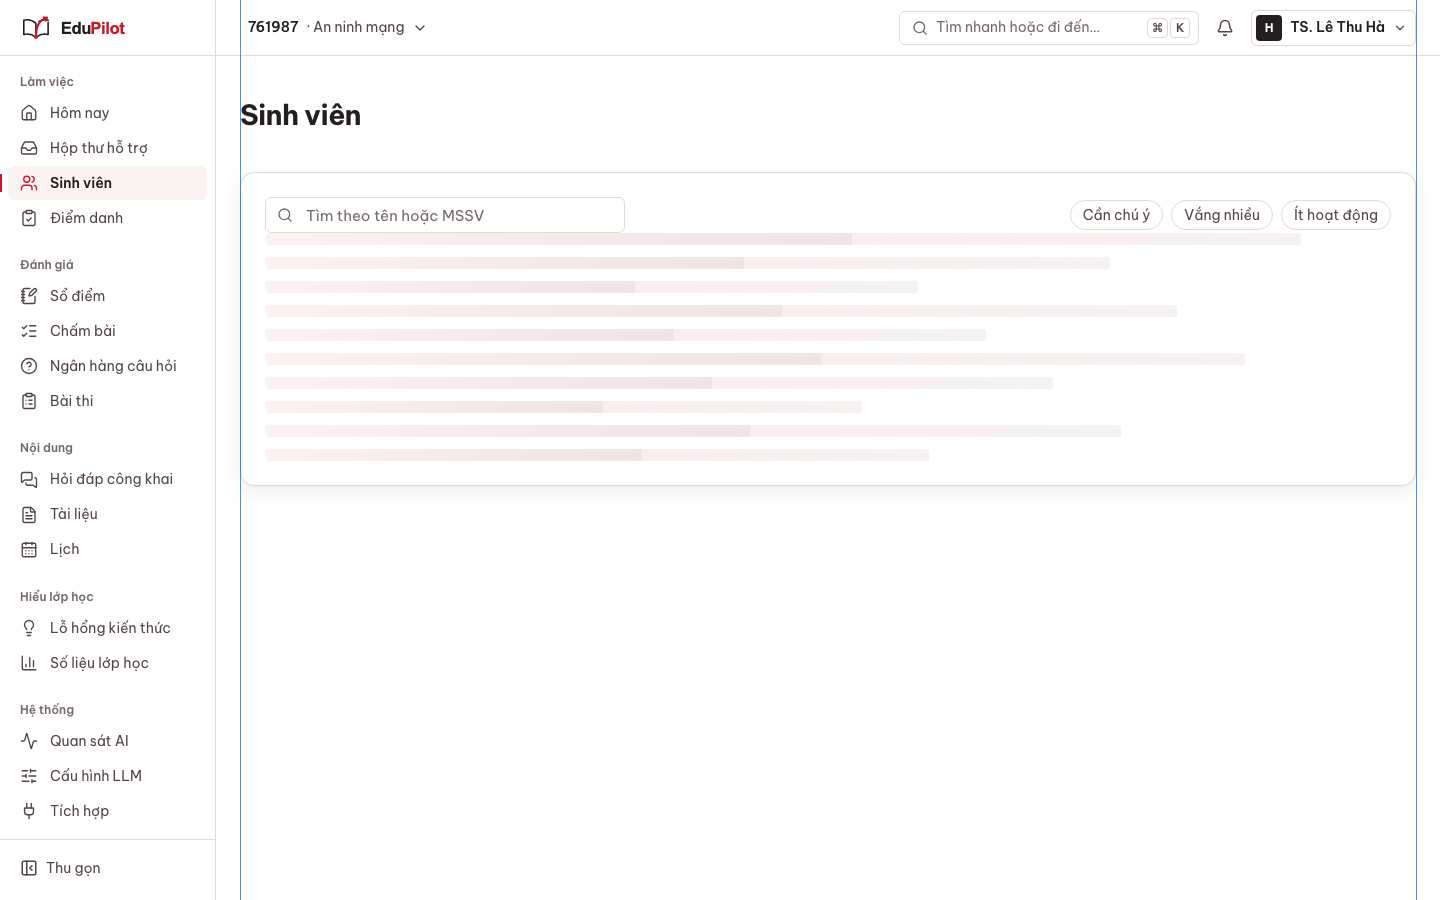 EduPilot
761987 · An ninh mạng
Tìm nhanh hoặc đi đến...
⌘ K
H
TS. Lê Thu Hà
Làm việc
Hôm nay
Hộp thư hỗ trợ
Sinh viên
Điểm danh
Đánh giá
Sổ điểm
Chấm bài
Ngân hàng câu hỏi
Bài thi
Nội dung
Hỏi đáp công khai
Tài liệu
Lịch
Hiểu lớp học
Lỗ hổng kiến thức
Số liệu lớp học
Hệ thống
Quan sát AI
Cấu hình LLM
Tích hợp
Thu gọn
Sinh viên
Tìm theo tên hoặc MSSV
Cần chú ý
Vắng nhiều
Ít hoạt động